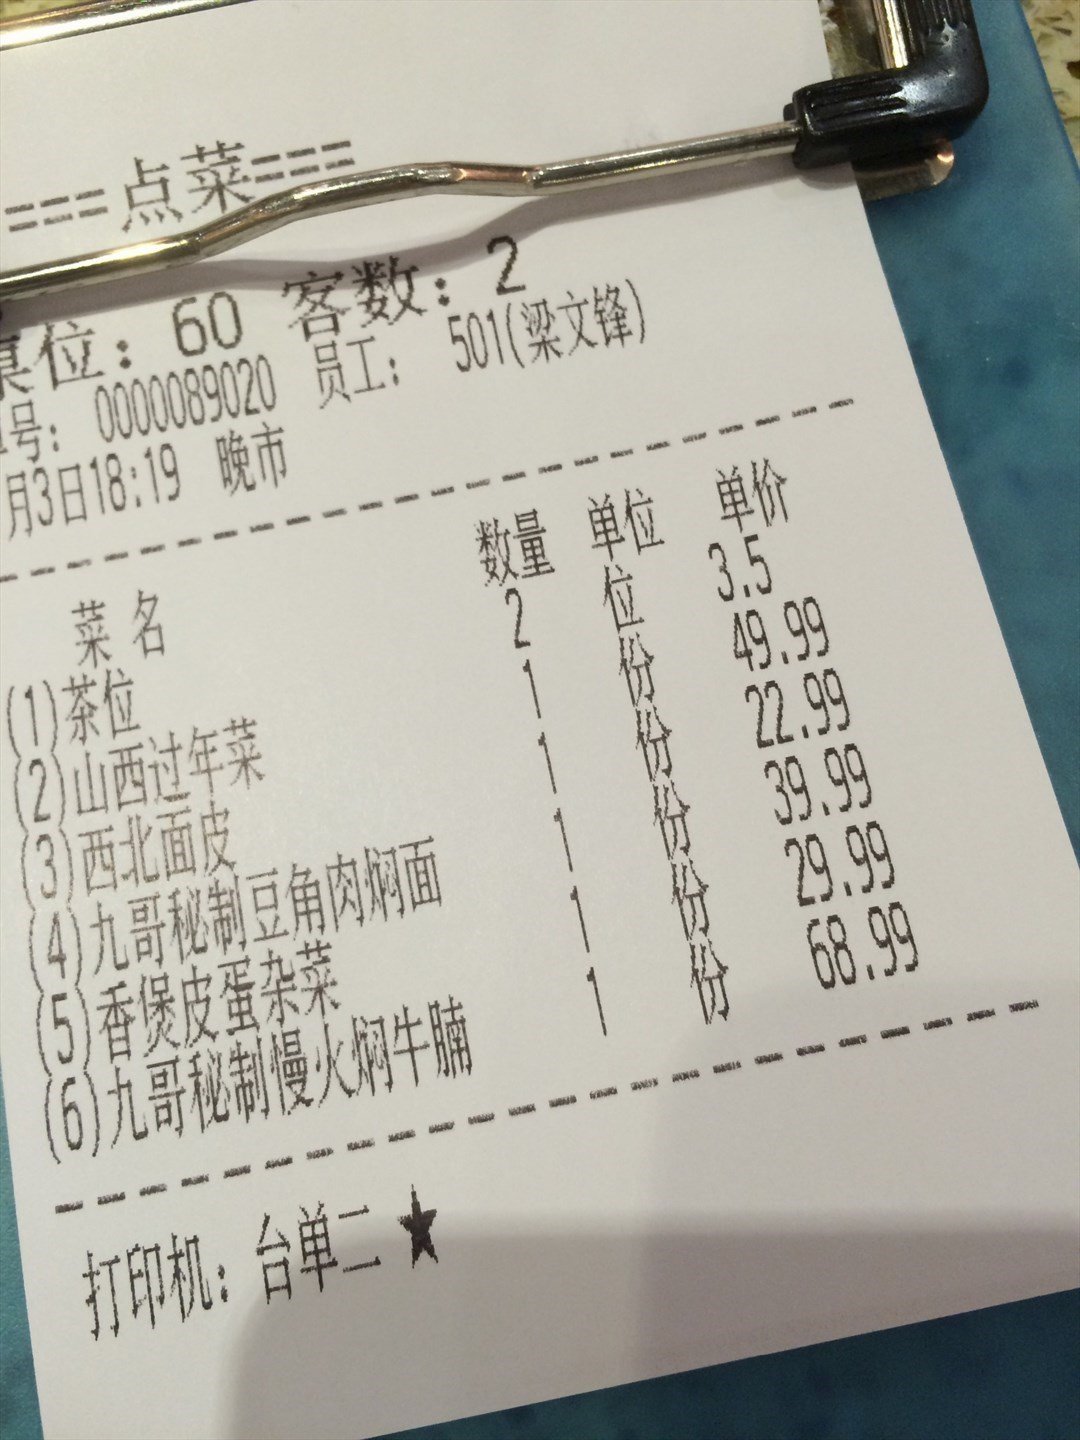 ===点菜===
桌位：60 客数：2
单号：0000089020 员工：501(梁文锋)
月3日18:19 晚市
菜 名 数量 单位 单价
(1)茶位 2 位 3.5
(2)山西过年菜 1 份 49.99
(3)西北面皮 1 份 22.99
(4)九哥秘制豆角肉焖面 1 份 39.99
(5)香煲皮蛋杂菜 1 份 29.99
(6)九哥秘制慢火焖牛腩 1 份 68.99
打印机：台单二 ★